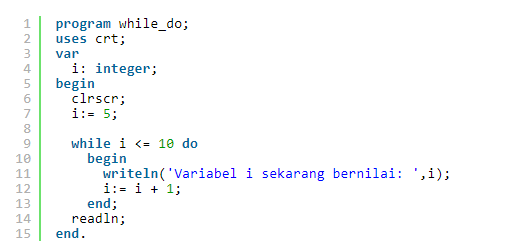 1 program while_do;
2 uses crt;
3 var
4   i: integer;
5 begin
6   clrscr;
7   i:= 5;
8
9   while i <= 10 do
10     begin
11       writeln('Variabel i sekarang bernilai: ',i);
12       i:= i + 1;
13     end;
14   readln;
15 end.